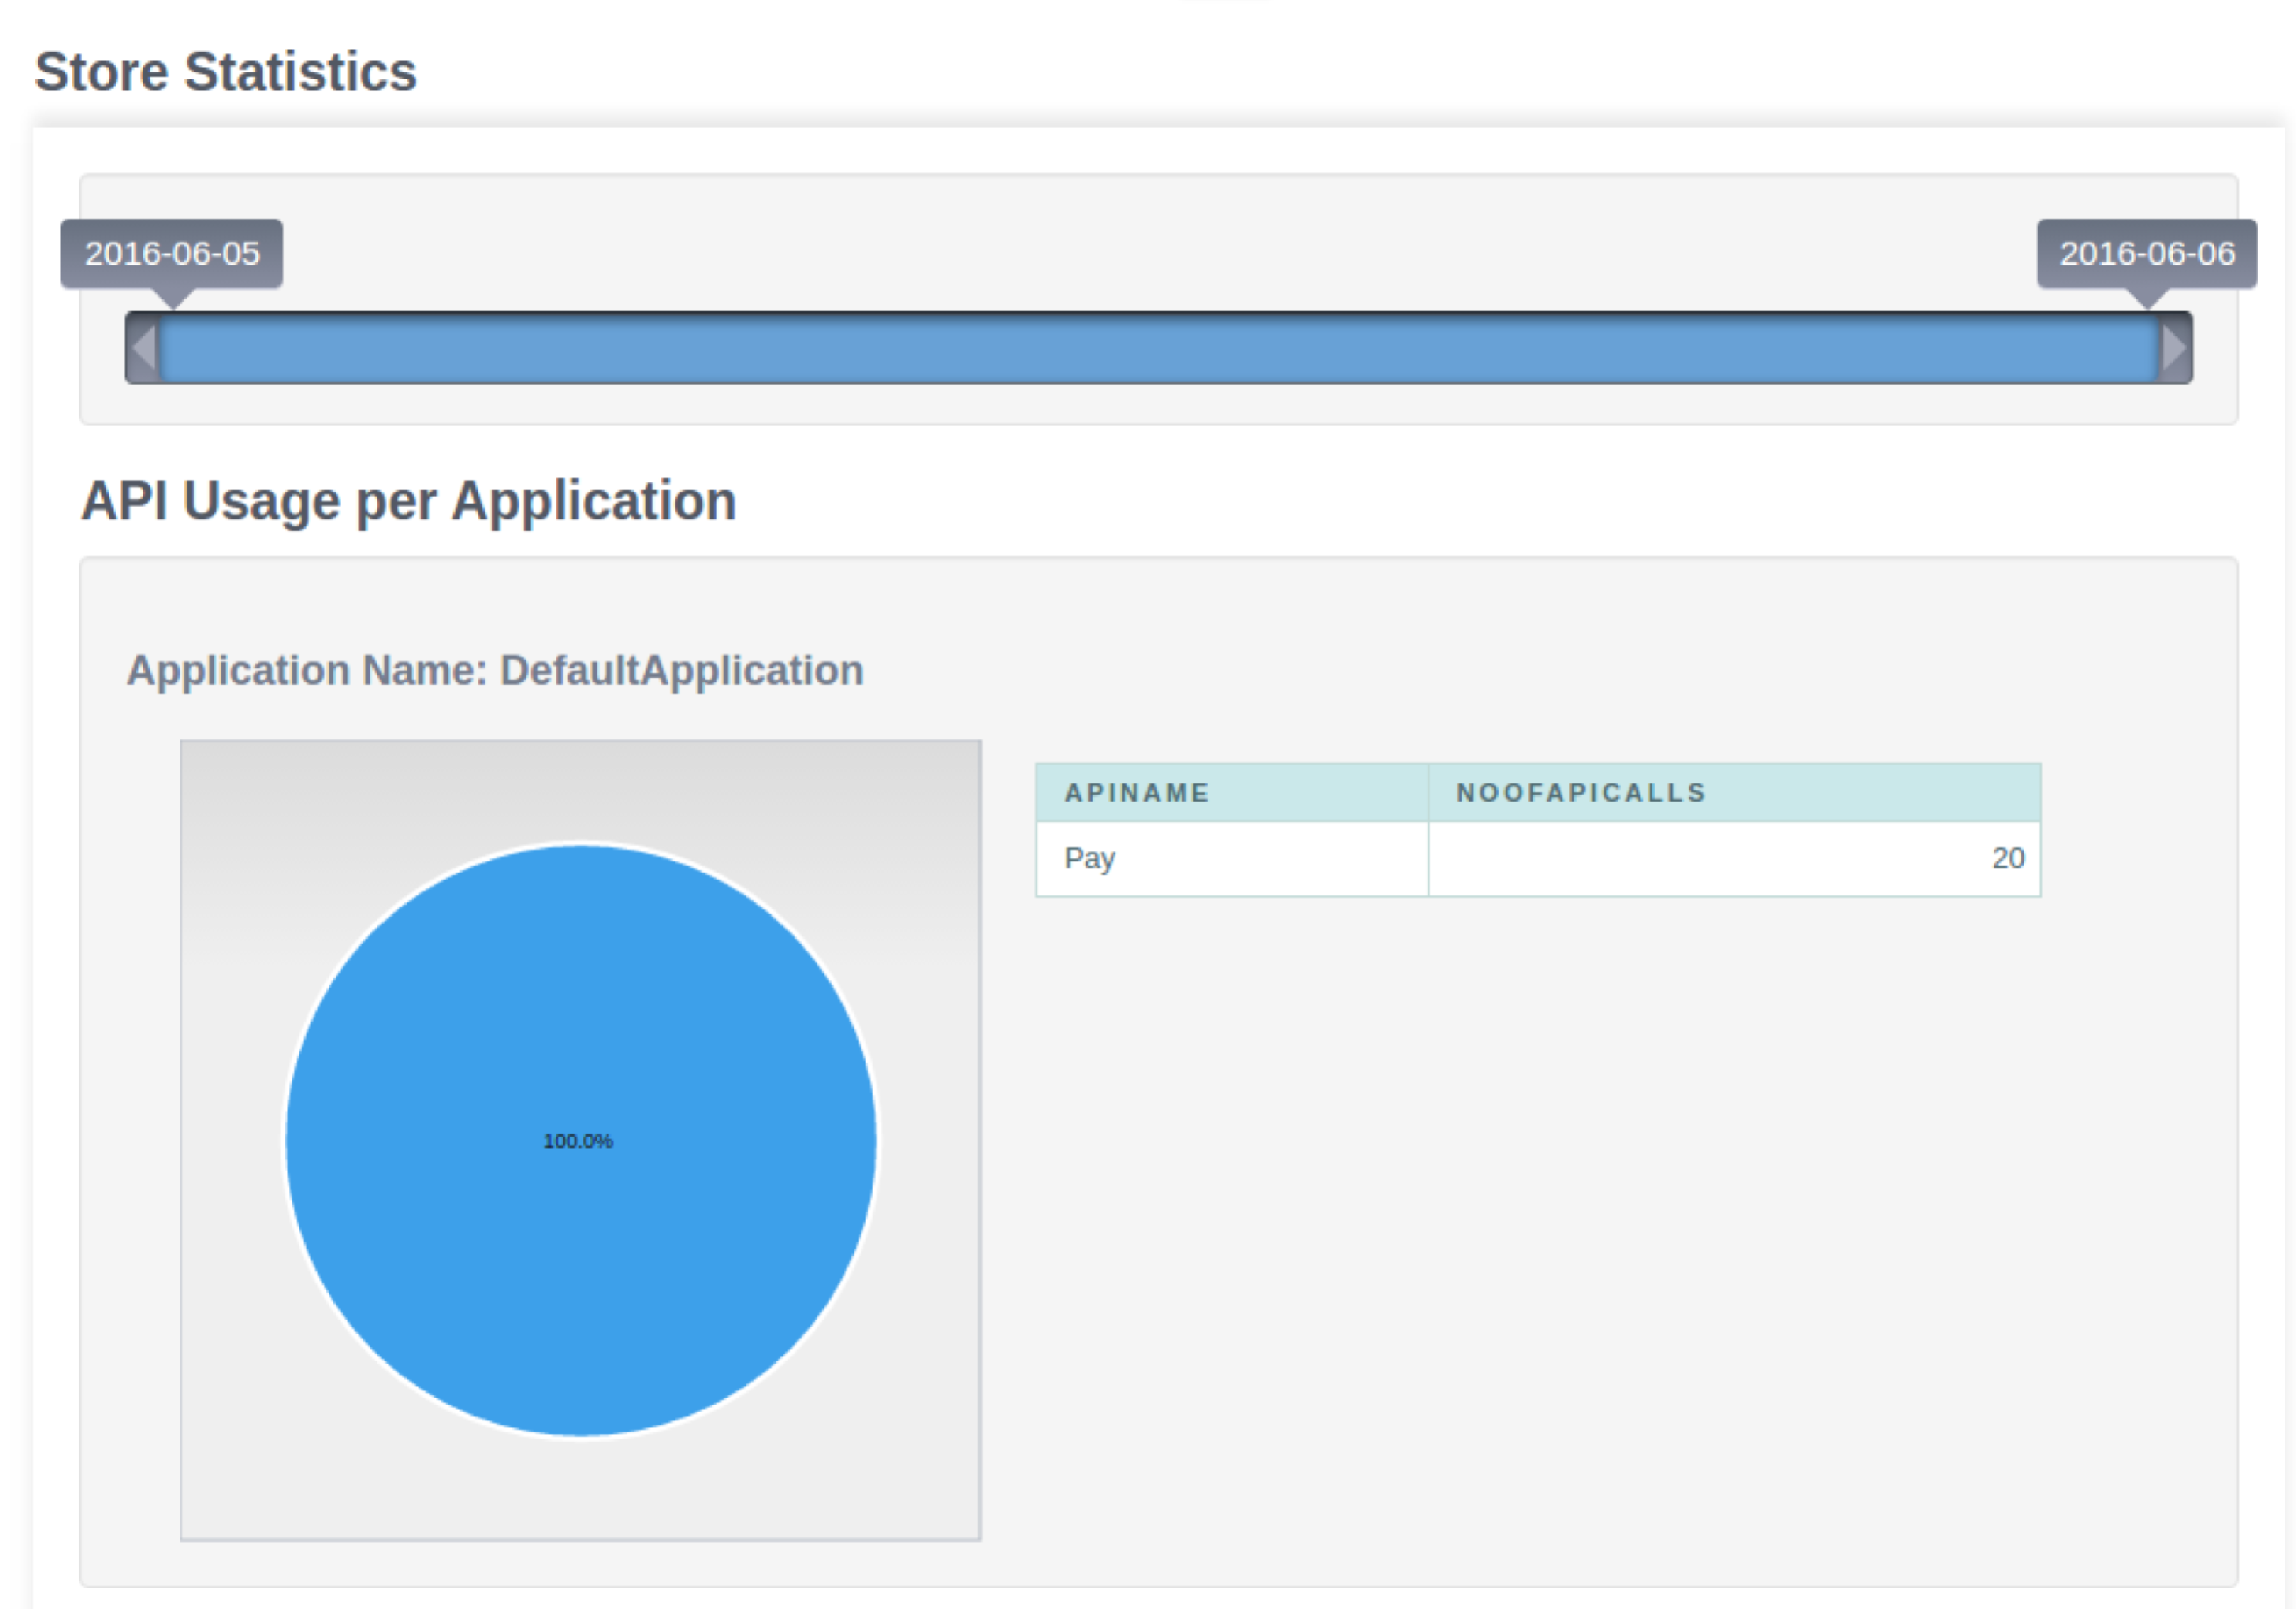 Store Statistics
2016-06-05 2016-06-06
API Usage per Application
Application Name: DefaultApplication
APINAME NOOFAPICALLS
Pay 20
100.0%